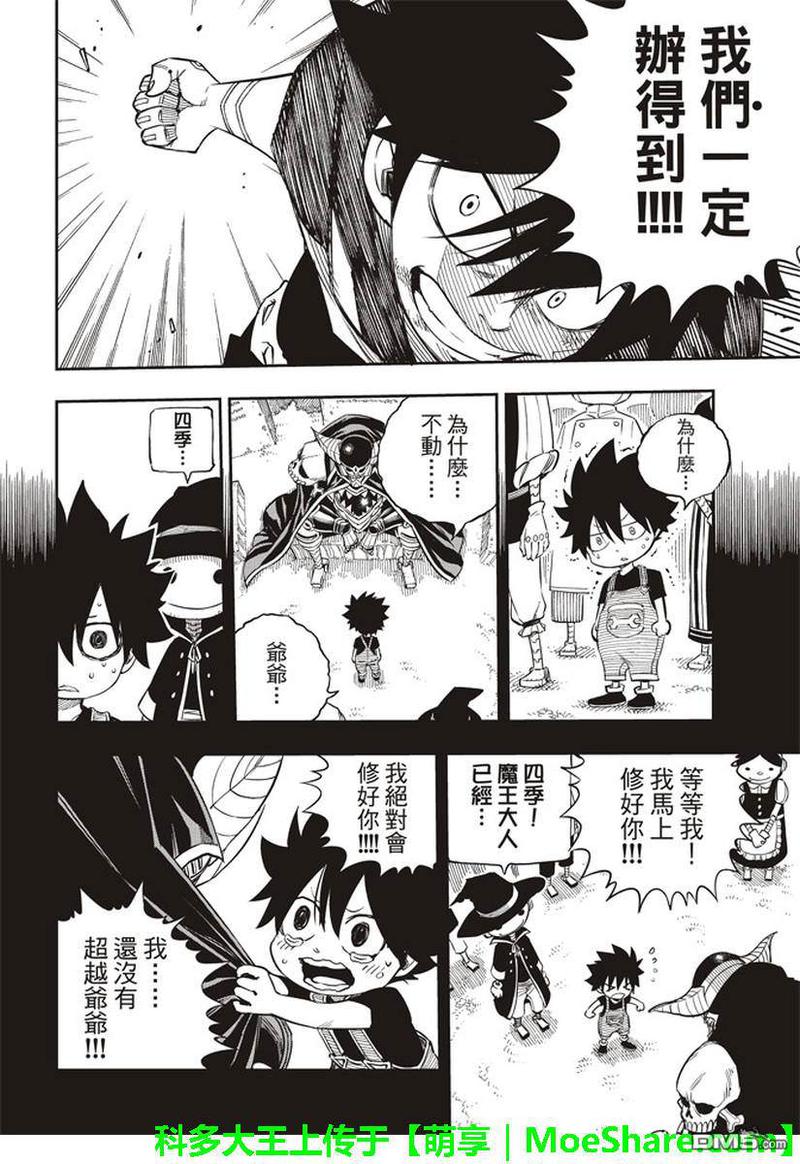 我們一定
辦得到!!!!
為什麼…
為什麼…
不動……
爺爺…
四季…
等等我！
我馬上
修好你!!!
四季！
魔王大人
已經…
我絕對會
修好你!!!!
我……
還沒有
超越爺爺!!!
科多大王上传于【萌享｜MoeShare